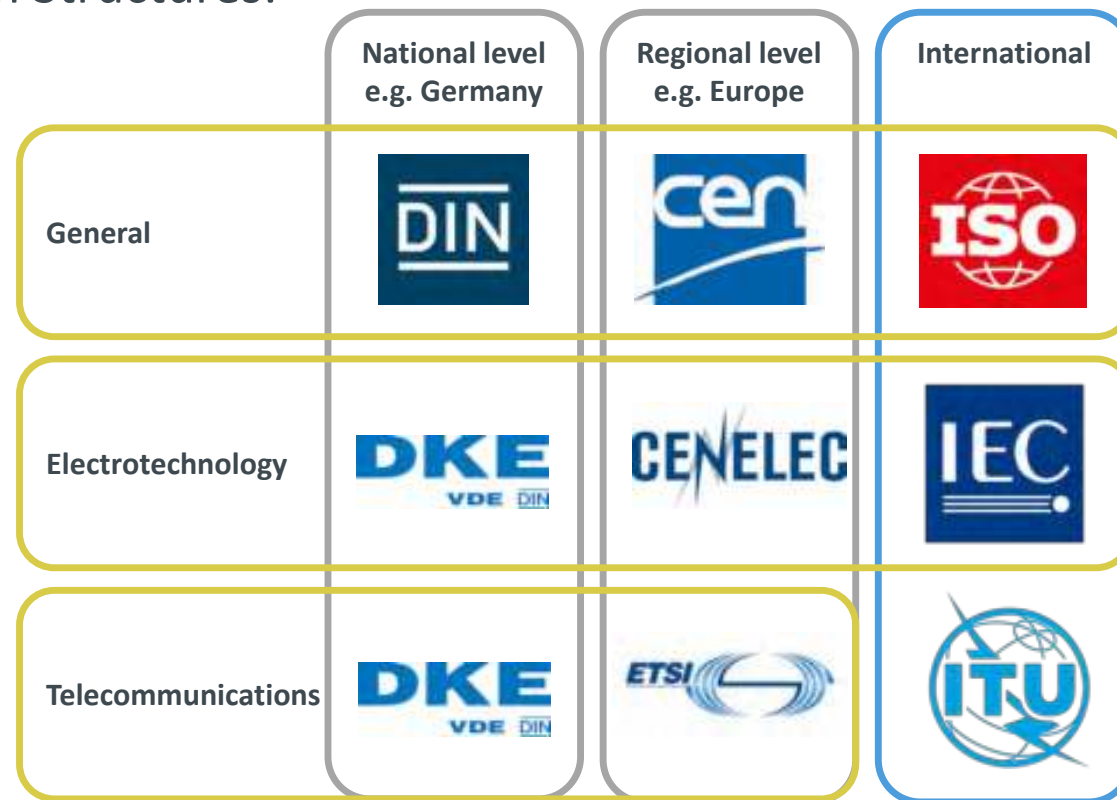 National level
e.g. Germany
Regional level
e.g. Europe
International
General
DIN
cen
ISO
Electrotechnology
DKE
VDE DIN
CENELEC
IEC
Telecommunications
DKE
VDE DIN
ETSI
ITU